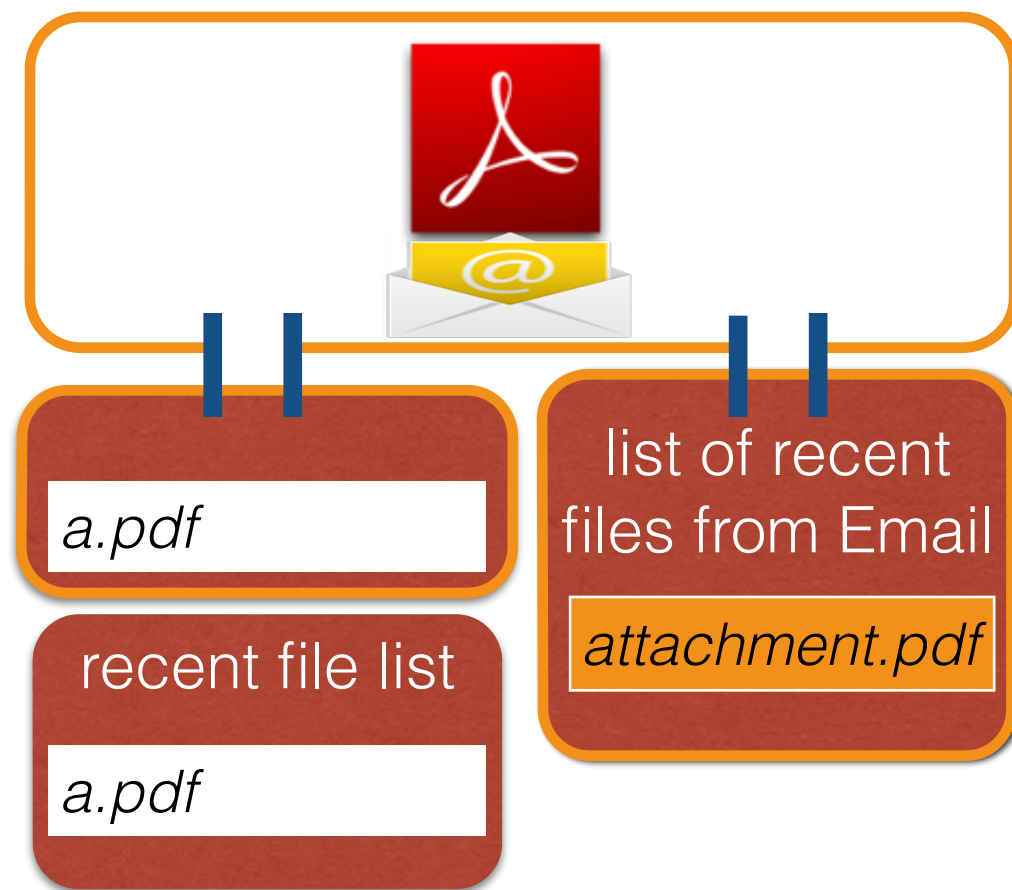 @
a.pdf
recent file list
a.pdf
list of recent
files from Email
attachment.pdf